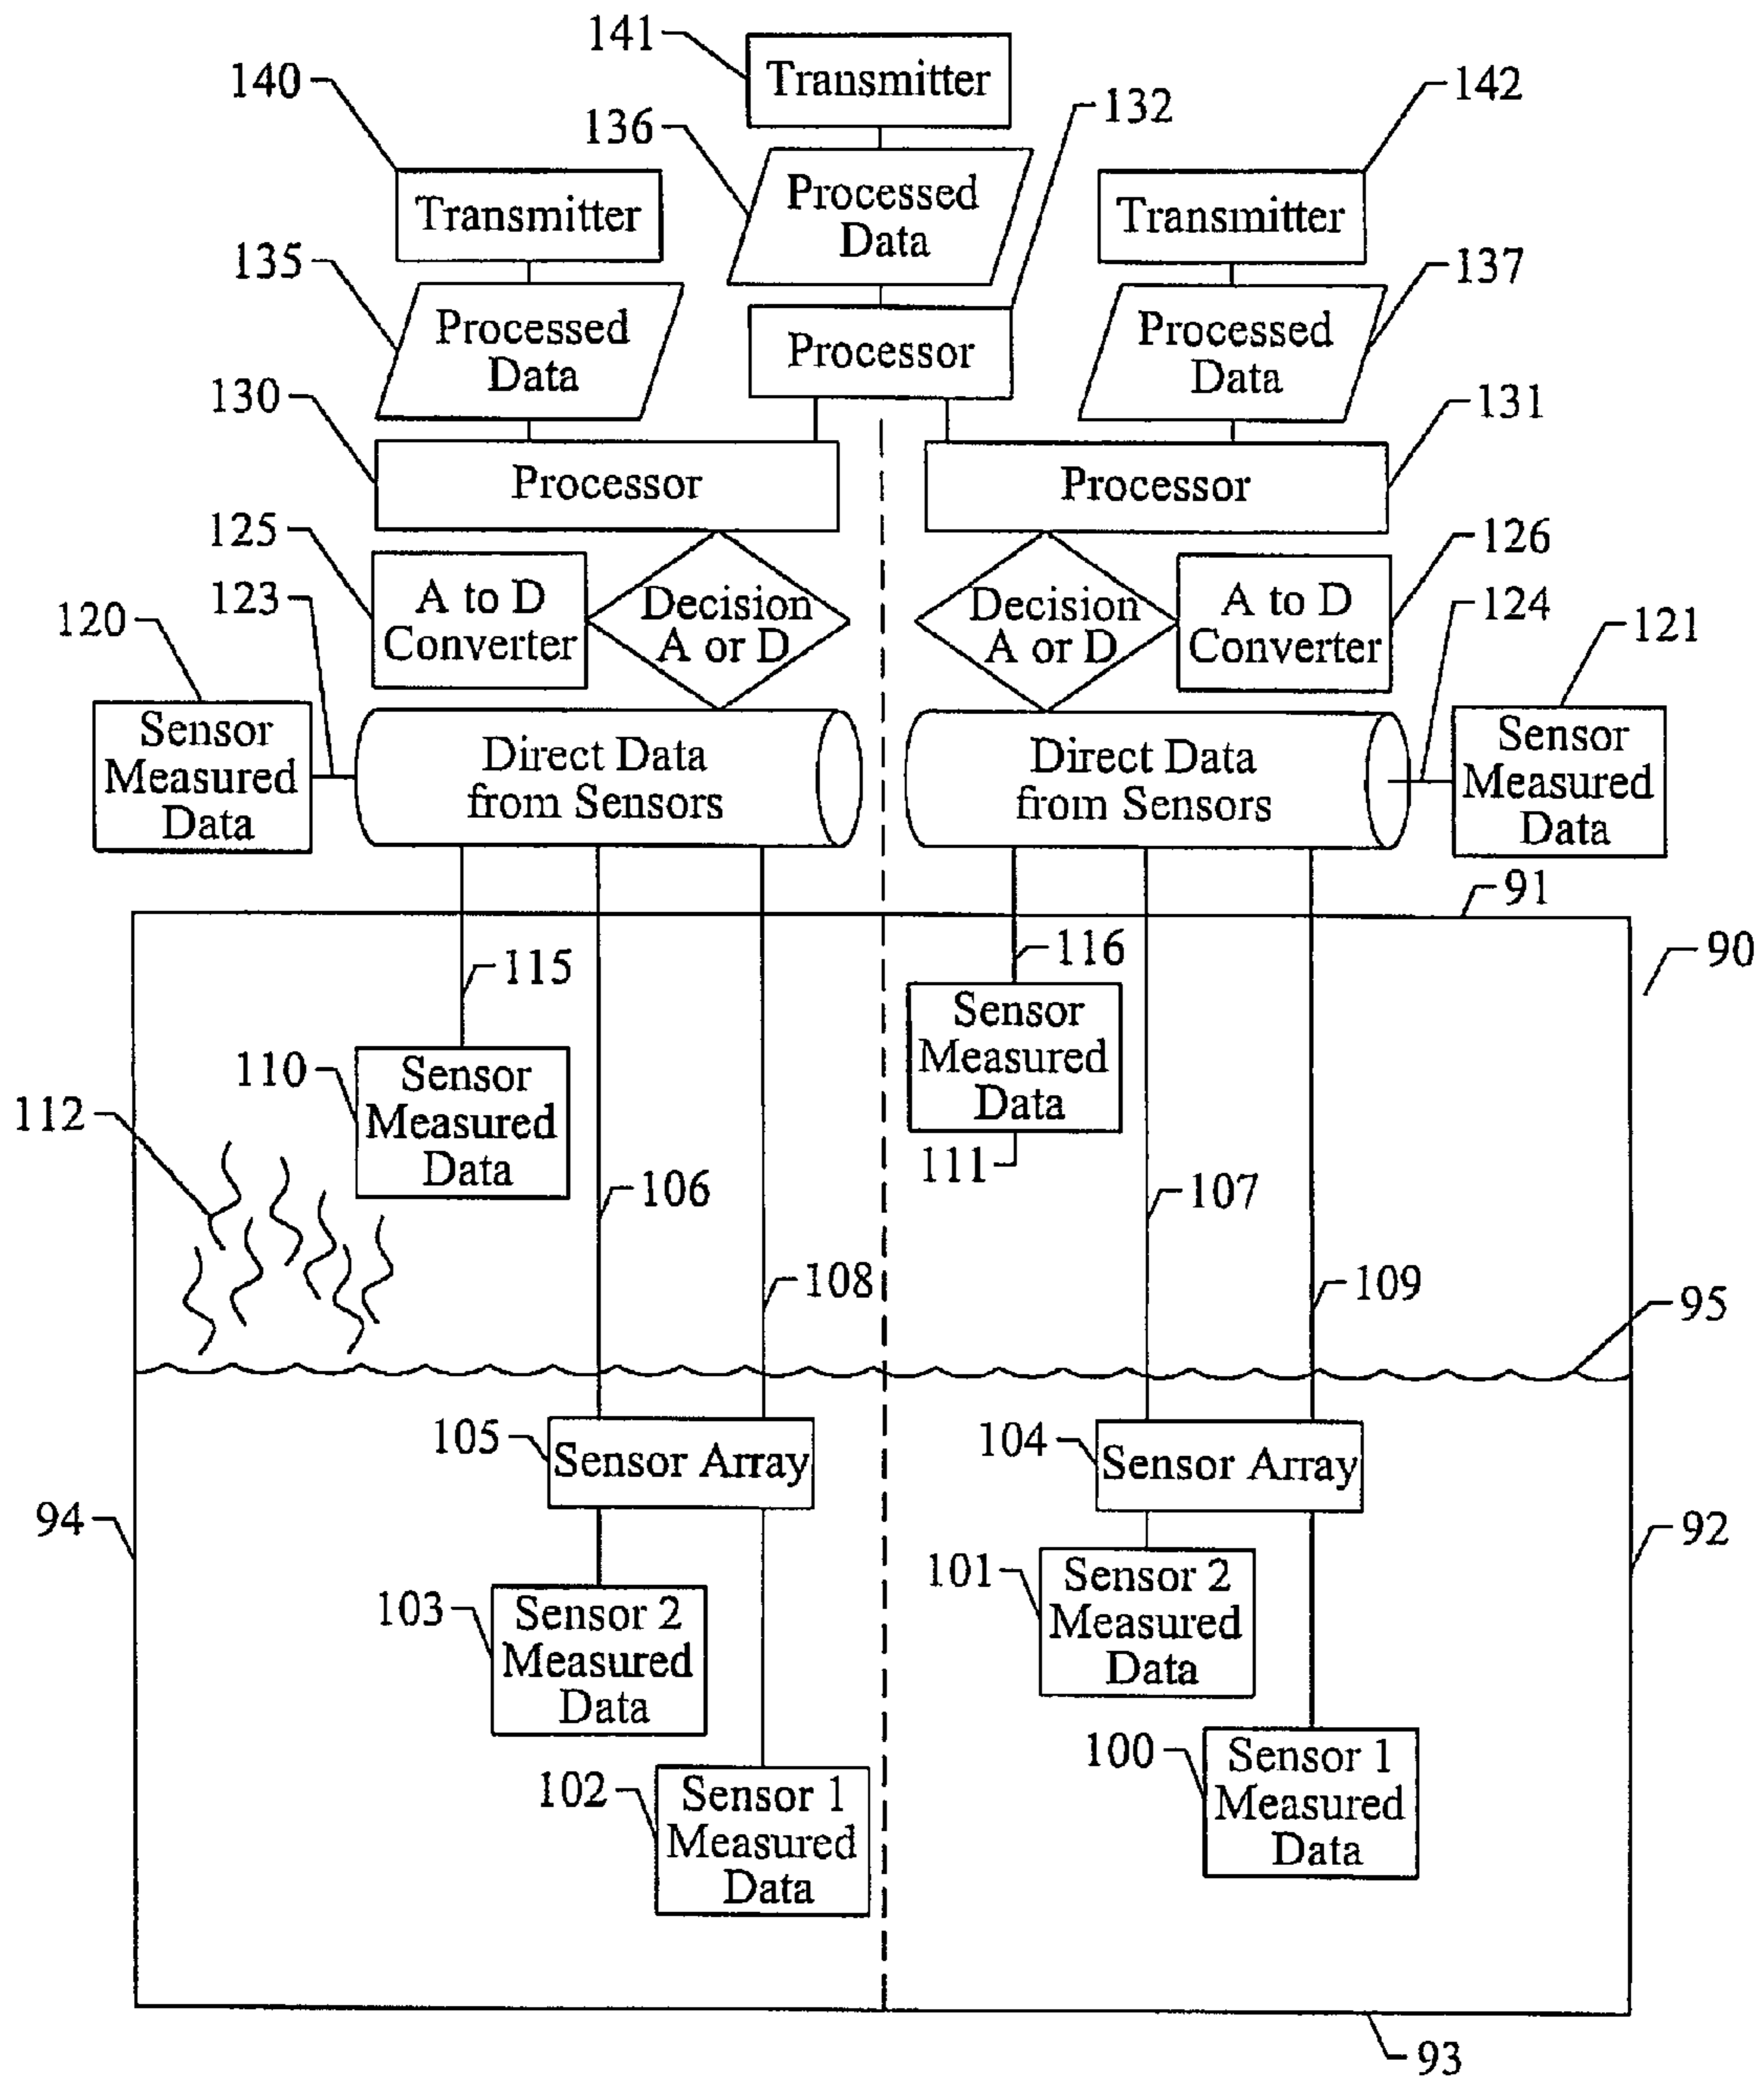 141
Transmitter
140
142
132
136
Processed
Data
Transmitter
Transmitter
135
137
Processed
Data
Processor
Processed
Data
130
131
Processor
Processor
125
126
A to D
Converter
Decision
A or D
Decision
A or D
A to D
Converter
123
124
120
121
Sensor
Measured
Data
Direct Data
from Sensors
Direct Data
from Sensors
Sensor
Measured
Data
91
90
115
116
Sensor
Measured
Data
110
Sensor
Measured
Data
112
111
106
107
108
109
95
105
Sensor Array
104
Sensor Array
94
92
101
Sensor 2
Measured
Data
103
Sensor 2
Measured
Data
100
Sensor 1
Measured
Data
102
Sensor 1
Measured
Data
93